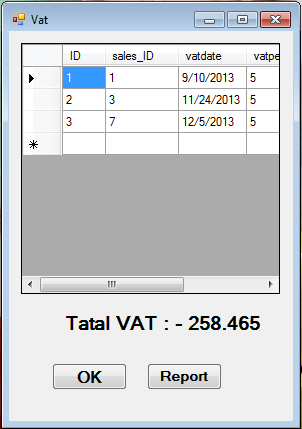 Vat
ID sales_ID vatdate vatpe
1 1 9/10/2013 5
2 3 11/24/2013 5
3 7 12/5/2013 5
Tatal VAT : - 258.465
OK Report